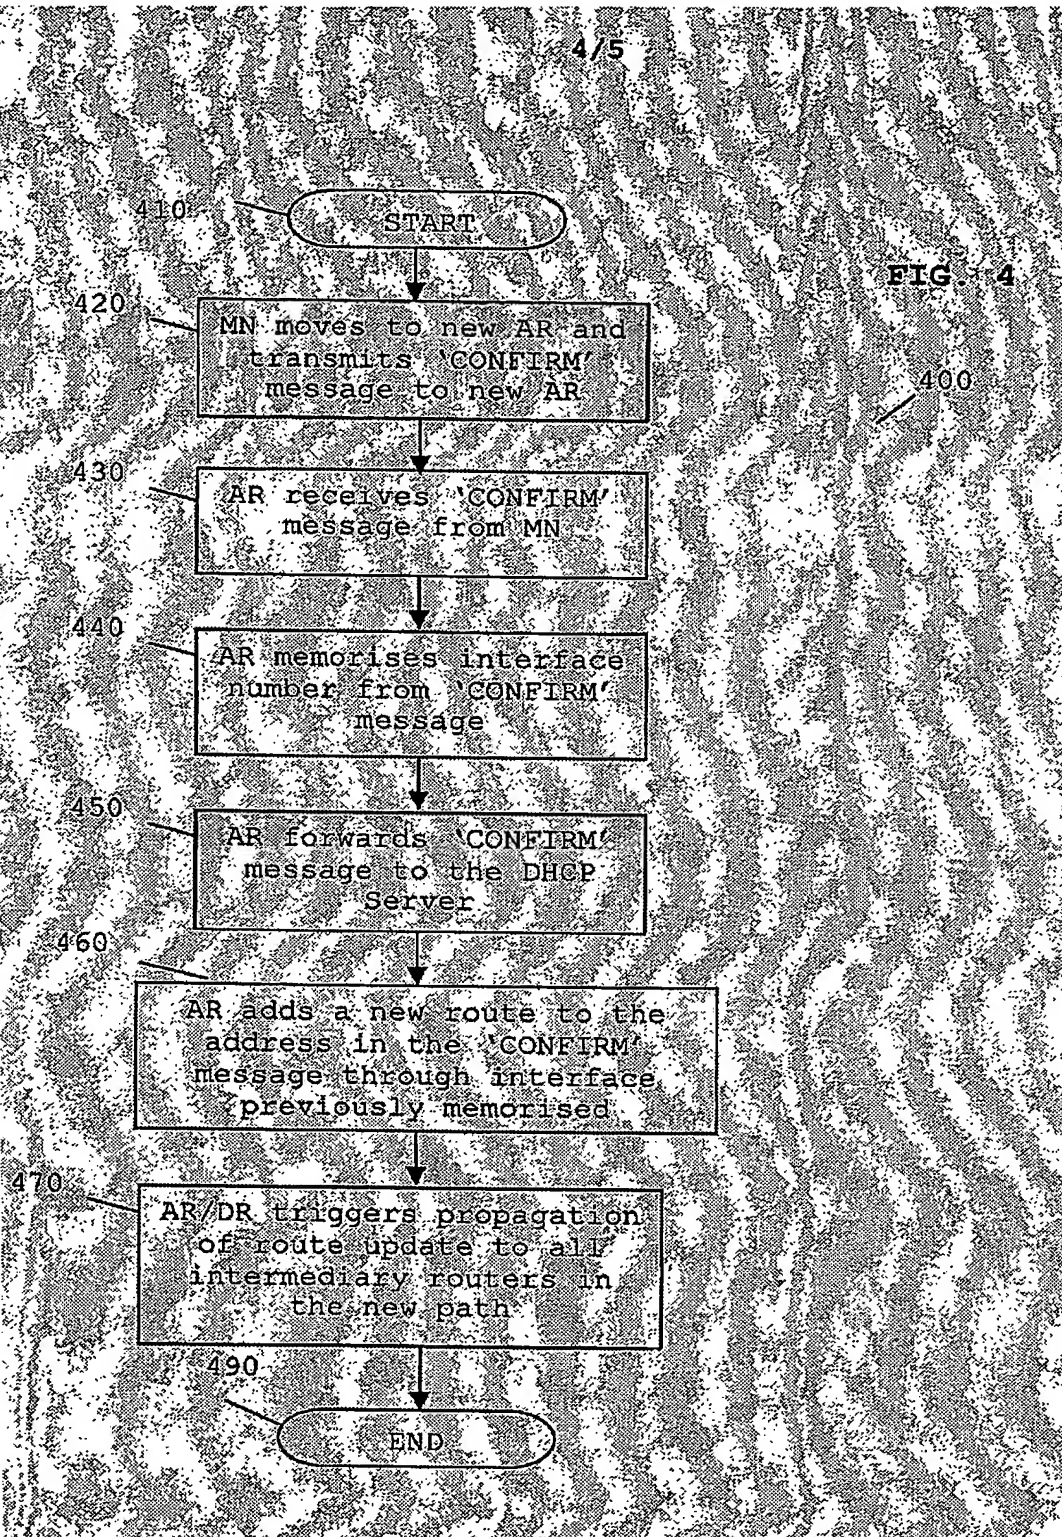 4/5
410
START
FIG. 4
420
MN moves to new AR and
transmits 'CONFIRM'
message to new AR
400
430
AR receives 'CONFIRM'
message from MN
440
AR memorises interface
number from 'CONFIRM'
message
450
AR forwards 'CONFIRM'
message to the DHCP
Server
460
AR adds a new route to the
address in the 'CONFIRM'
message through interface
previously memorised
470
AR/DR triggers propagation
of route update to all
intermediary routers in
the new path
490
END